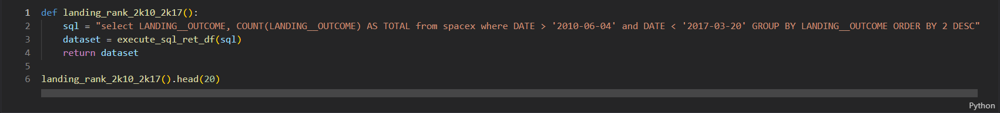 1 def landing_rank_2k10_2k17():
2 sql = "select LANDING__OUTCOME, COUNT(LANDING__OUTCOME) AS TOTAL from spacex where DATE > '2010-06-04' and DATE < '2017-03-20' GROUP BY LANDING__OUTCOME ORDER BY 2 DESC"
3 dataset = execute_sql_ret_df(sql)
4 return dataset
5
6 landing_rank_2k10_2k17().head(20)
Python